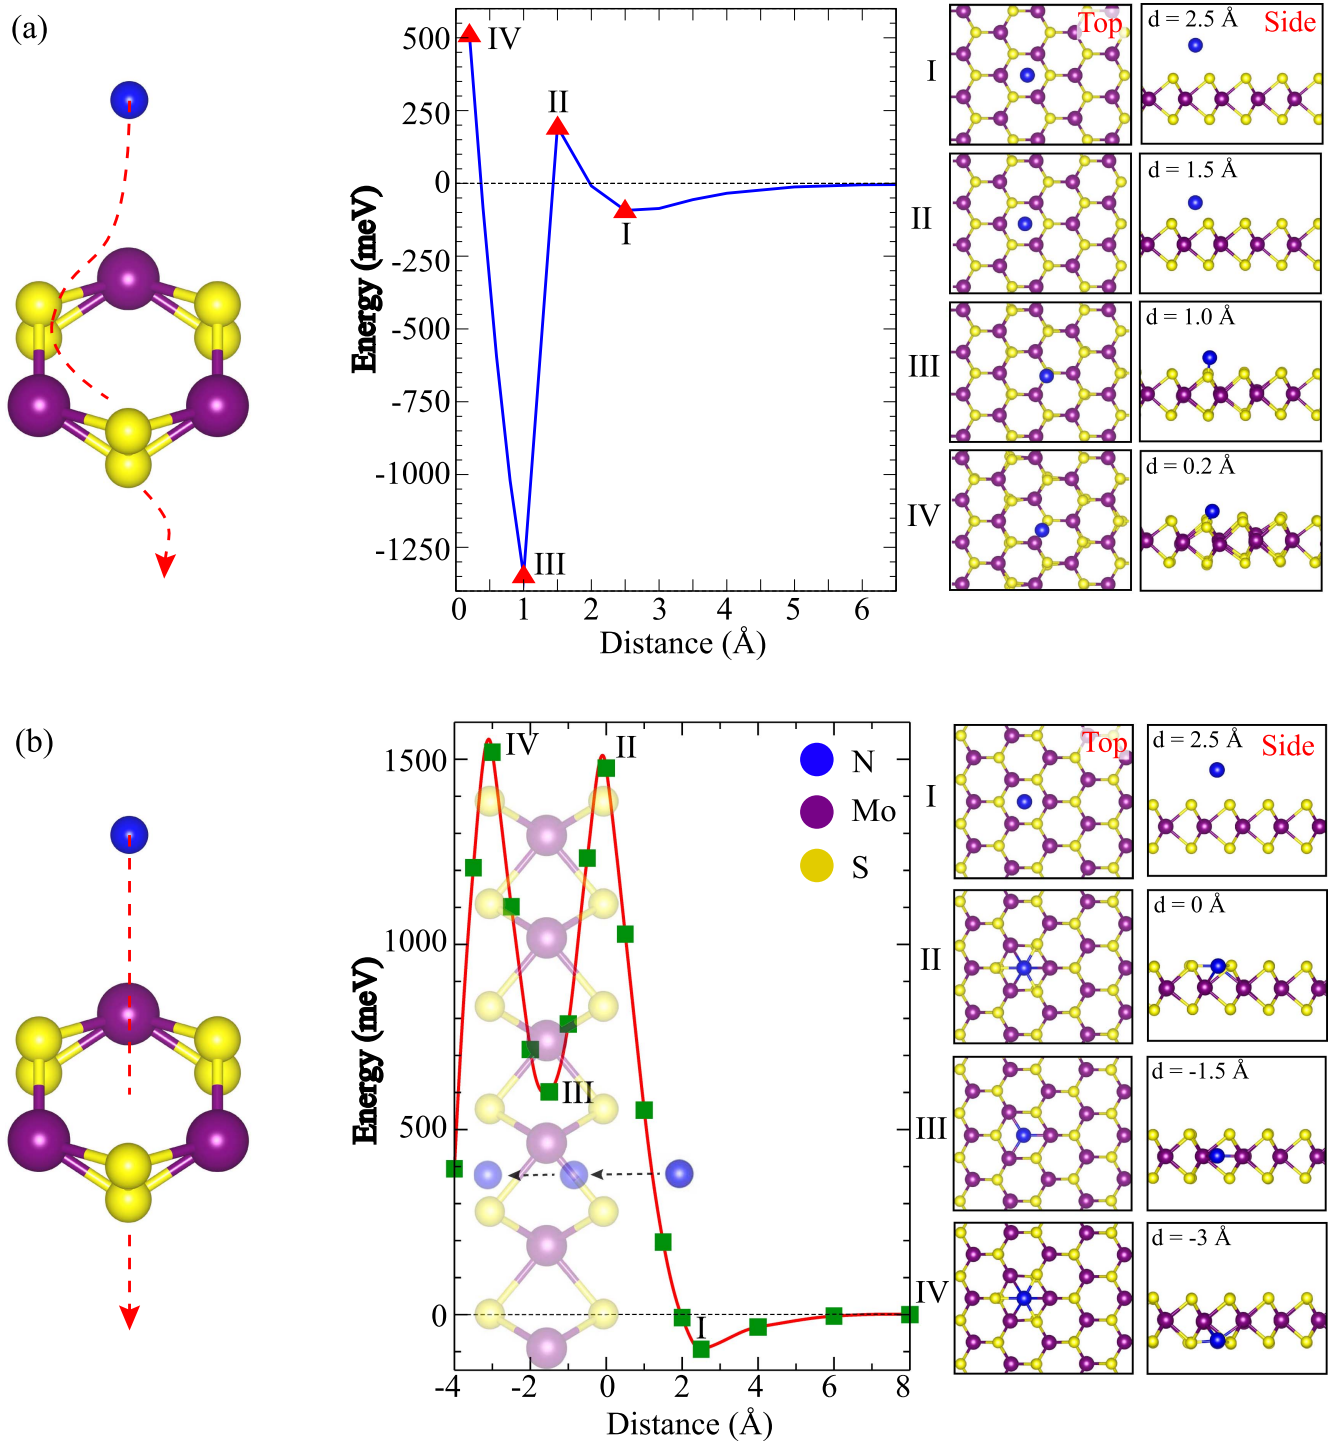 (a)
Energy (meV)
500
250
0
-250
-500
-750
-1000
-1250
IV
II
I
III
0 1 2 3 4 5 6
Distance (Å)
Top
Side
I
d = 2.5 Å
II
d = 1.5 Å
III
d = 1.0 Å
IV
d = 0.2 Å
(b)
Energy (meV)
1500
1000
500
0
IV
II
III
I
N
Mo
S
-4 -2 0 2 4 6 8
Distance (Å)
Top
Side
I
d = 2.5 Å
II
d = 0 Å
III
d = -1.5 Å
IV
d = -3 Å